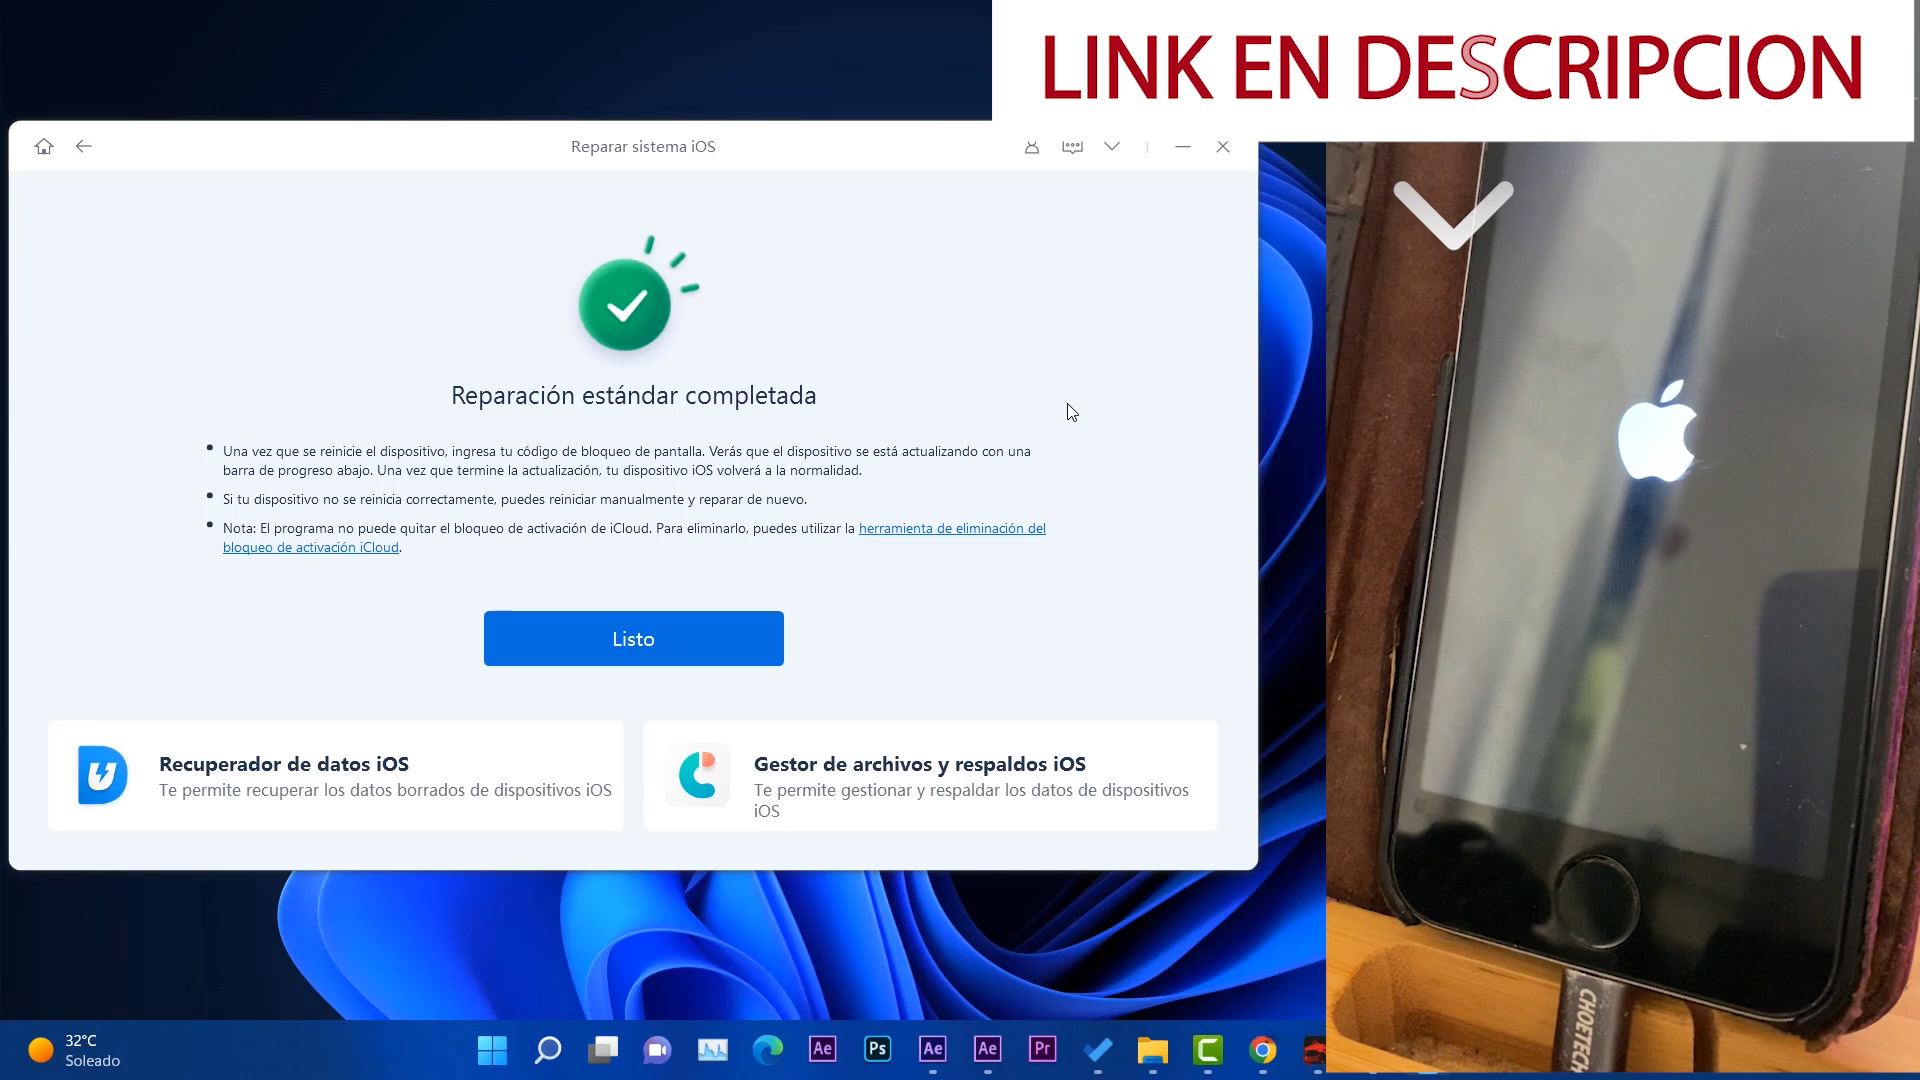 LINK EN DESCRIPCION
Reparar sistema iOS
Reparación estándar completada
Una vez que se reinicie el dispositivo, ingresa tu código de bloqueo de pantalla. Verás que el dispositivo se está actualizando con una
barra de progreso abajo. Una vez que termine la actualización, tu dispositivo iOS volverá a la normalidad.
Si tu dispositivo no se reinicia correctamente, puedes reiniciar manualmente y reparar de nuevo.
Nota: El programa no puede quitar el bloqueo de activación de iCloud. Para eliminarlo, puedes utilizar la herramienta de eliminación del
bloqueo de activación iCloud.
Listo
Recuperador de datos iOS
Te permite recuperar los datos borrados de dispositivos iOS
Gestor de archivos y respaldos iOS
Te permite gestionar y respaldar los datos de dispositivos
iOS
CHOETECH
32°C
Soleado
Ae
Ps
Ae
Ae
Pr